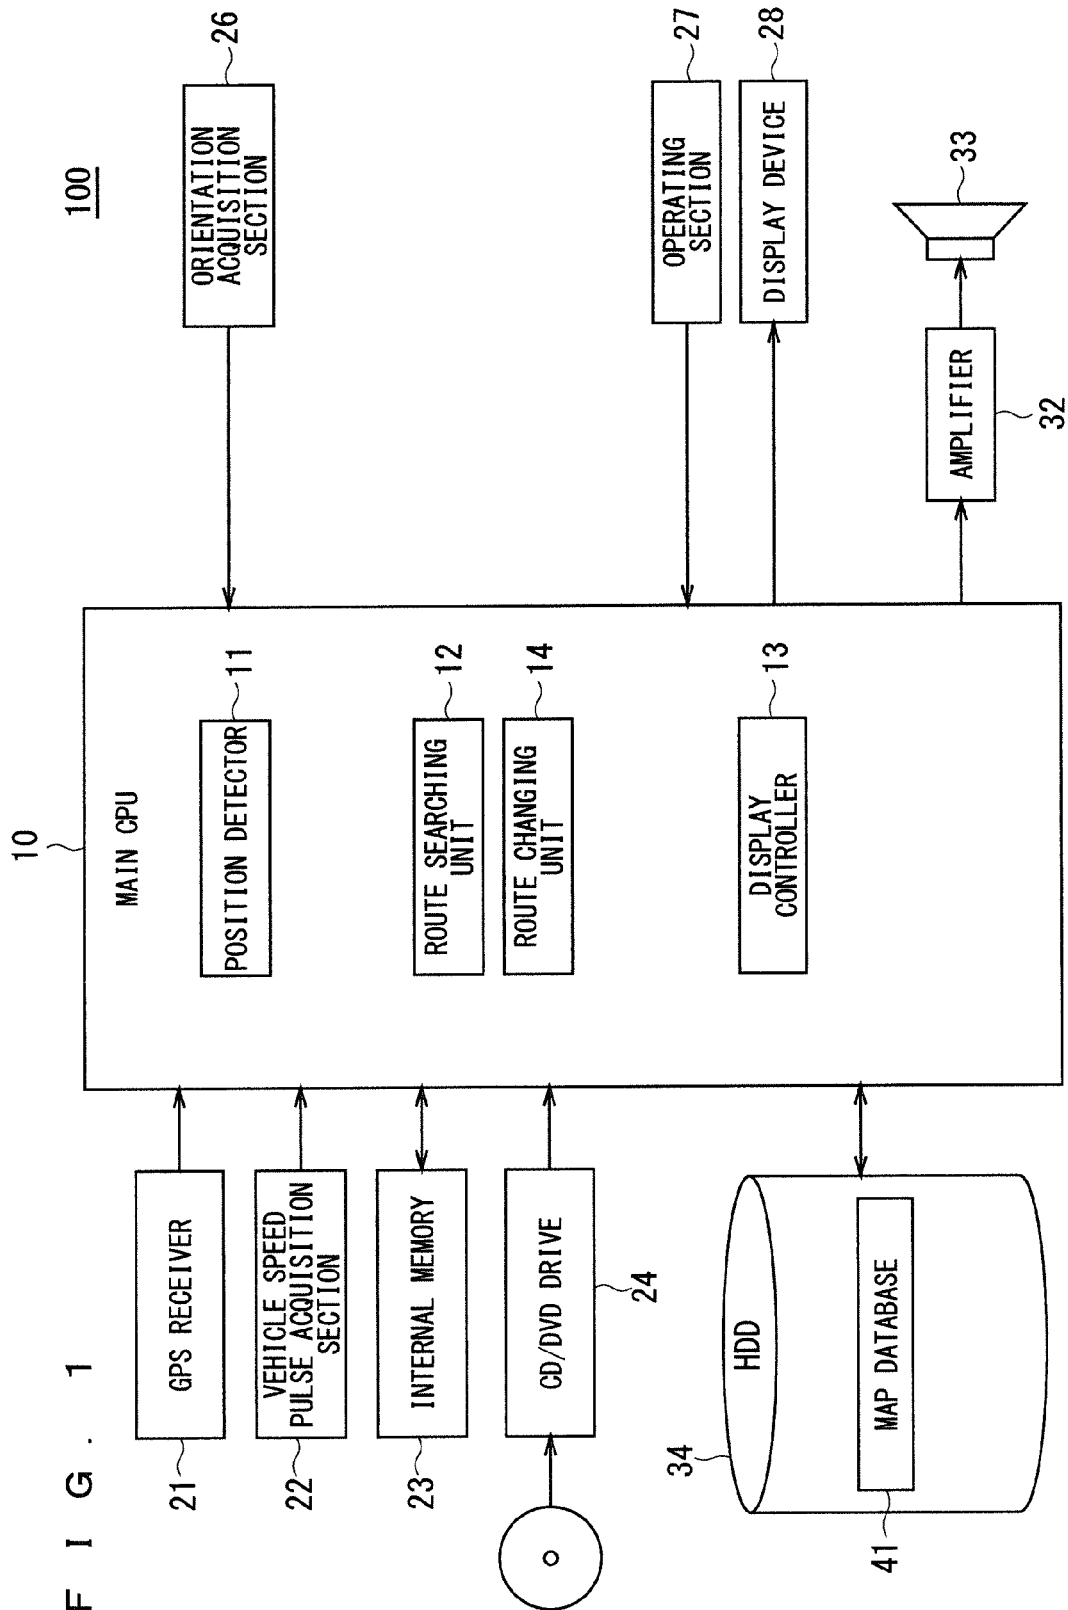 FIG. 1
100
10
MAIN CPU
GPS RECEIVER
21
VEHICLE SPEED
PULSE ACQUISITION
SECTION
22
INTERNAL MEMORY
23
CD/DVD DRIVE
24
HDD
34
MAP DATABASE
41
POSITION DETECTOR
11
ROUTE SEARCHING
UNIT
12
ROUTE CHANGING
UNIT
14
DISPLAY
CONTROLLER
13
ORIENTATION
ACQUISITION
SECTION
26
OPERATING
SECTION
27
DISPLAY DEVICE
28
AMPLIFIER
32
33